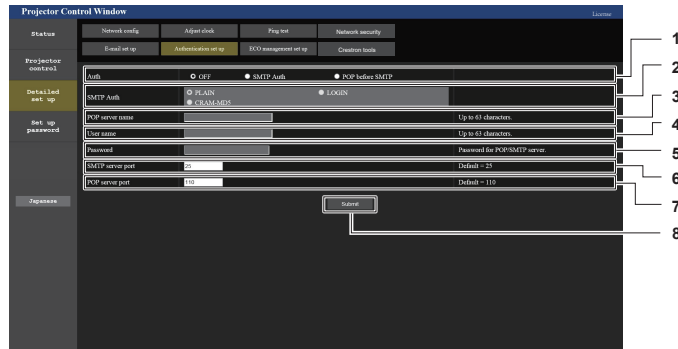 Projector Control Window
License
Status
Network config
Adjust clock
Ping test
Network security
E-mail set up
Authentication set up
ECO management set up
Crestron tools
Projector control
Detailed set up
Set up password
Japanese
Auth OFF SMTP Auth POP before SMTP
SMTP Auth PLAIN LOGIN
CRAM-MD5
POP server name Up to 63 characters.
User name Up to 63 characters.
Password Password for POP/SMTP server.
SMTP server port 25 Default = 25
POP server port 110 Default = 110
Submit
1
2
3
4
5
6
7
8